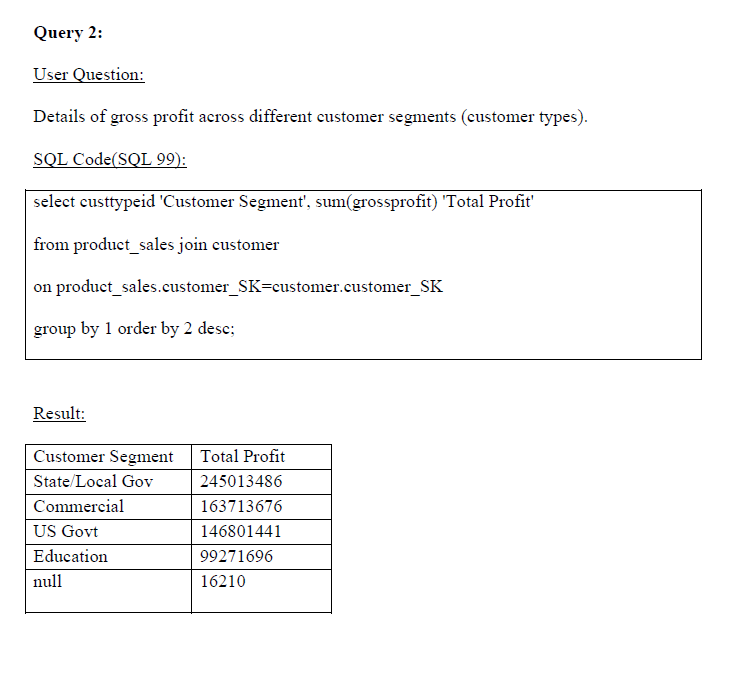 Query 2:
User Question:
Details of gross profit across different customer segments (customer types).
SQL Code(SQL 99):
select custtypeid 'Customer Segment', sum(grossprofit) 'Total Profit'
from product_sales join customer
on product_sales.customer_SK=customer.customer_SK
group by 1 order by 2 desc;
Result:
Customer Segment Total Profit
State/Local Gov 245013486
Commercial 163713676
US Govt 146801441
Education 99271696
null 16210